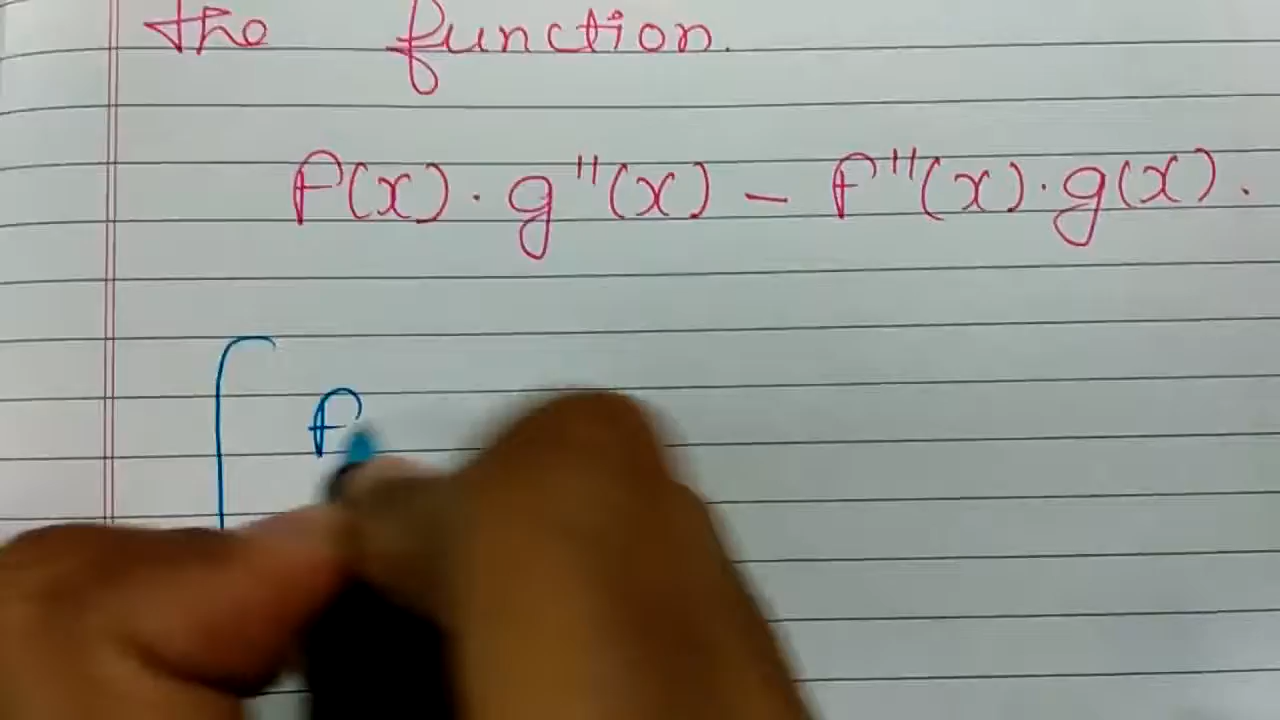 the function.
f(x) · g''(x) — f''(x) · g(x).
f